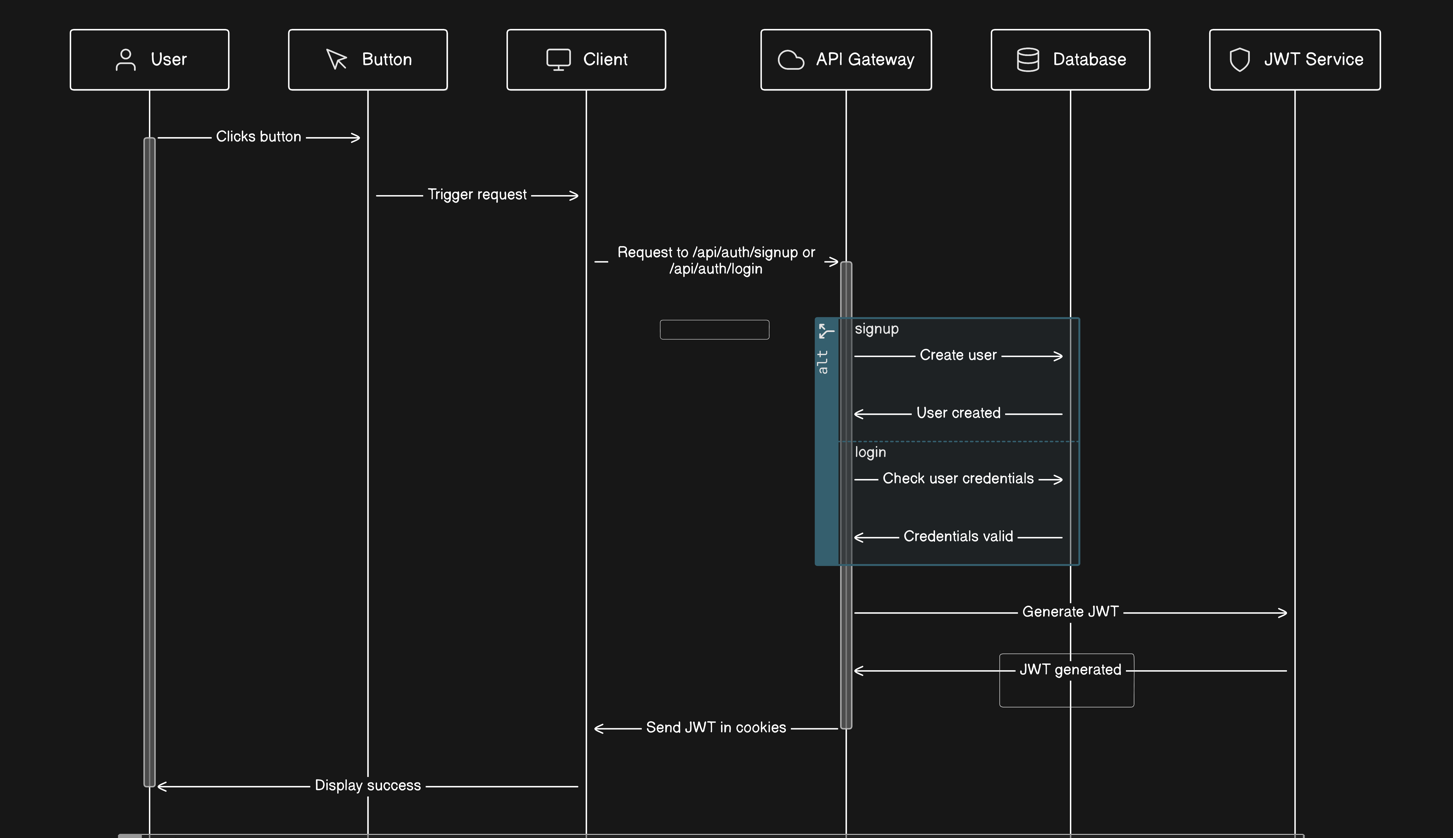 User
Button
Client
API Gateway
Database
JWT Service
Clicks button
Trigger request
Request to /api/auth/signup or
/api/auth/login
signup
alt
Create user
User created
login
Check user credentials
Credentials valid
Generate JWT
JWT generated
Send JWT in cookies
Display success